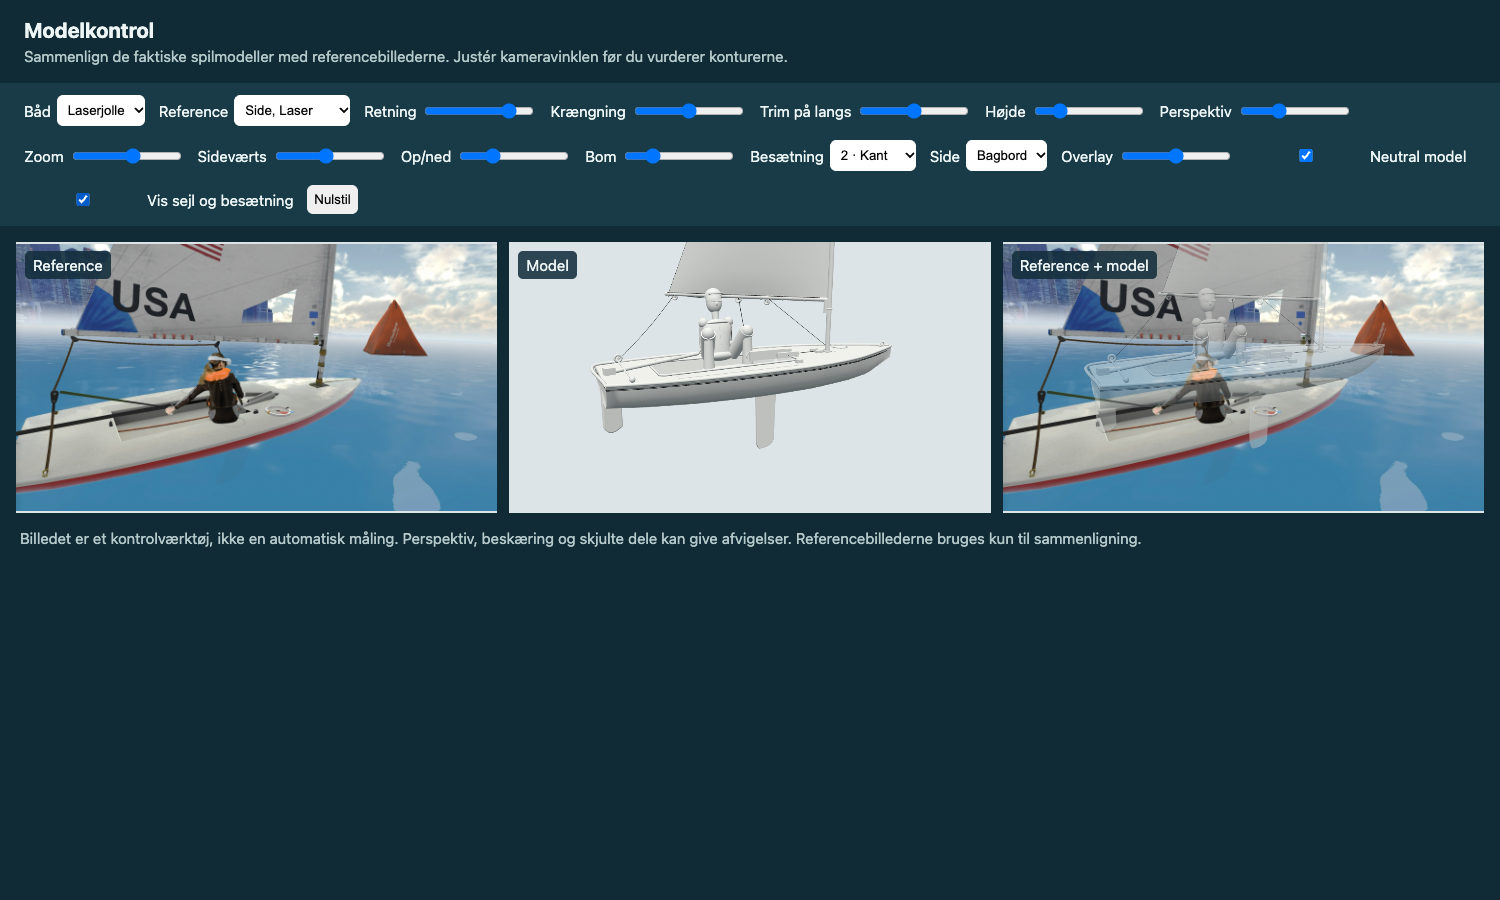 Modelkontrol
Sammenlign de faktiske spilmodeller med referencebillederne. Justér kameravinklen før du vurderer konturerne.
Båd Laserjolle Reference Side, Laser Retning Krængning Trim på langs Højde Perspektiv
Zoom Sideværts Op/ned Bom Besætning 2 · Kant Side Bagbord Overlay Neutral model
Vis sejl og besætning Nulstil
Reference Model Reference + model
USA USA
Billedet er et kontrolværktøj, ikke en automatisk måling. Perspektiv, beskæring og skjulte dele kan give afvigelser. Referencebillederne bruges kun til sammenligning.